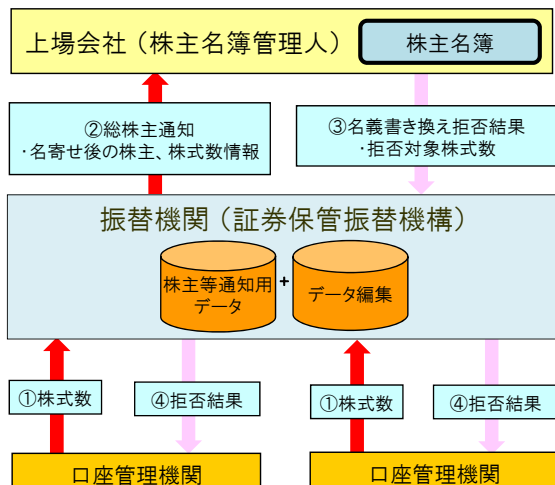 上場会社（株主名簿管理人）
株主名簿
②総株主通知
・名寄せ後の株主、株式数情報
③名義書き換え拒否結果
・拒否対象株式数
振替機関（証券保管振替機構）
株主等通知用
データ
+
データ編集
①株式数
④拒否結果
①株式数
④拒否結果
口座管理機関
口座管理機関